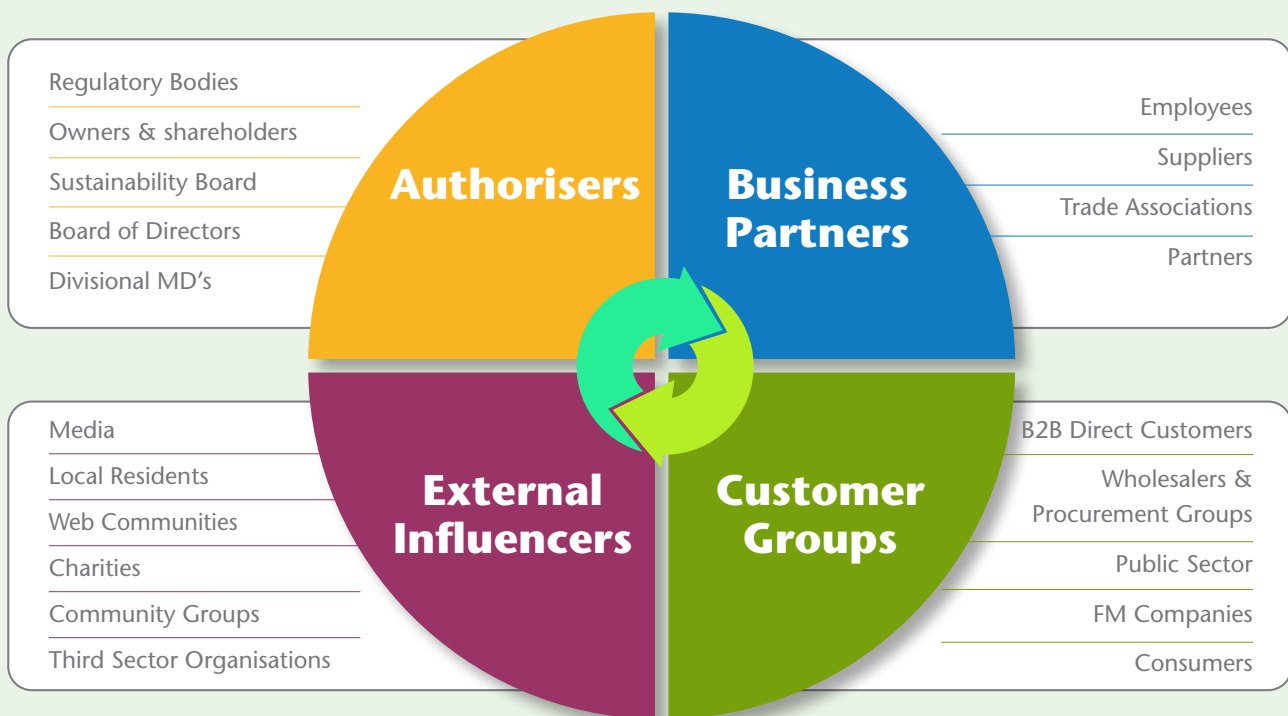 Regulatory Bodies
Owners & shareholders
Sustainability Board
Board of Directors
Divisional MD’s
Authorisers
Business
Partners
Employees
Suppliers
Trade Associations
Partners
Media
Local Residents
Web Communities
Charities
Community Groups
Third Sector Organisations
External
Influencers
Customer
Groups
B2B Direct Customers
Wholesalers &
Procurement Groups
Public Sector
FM Companies
Consumers